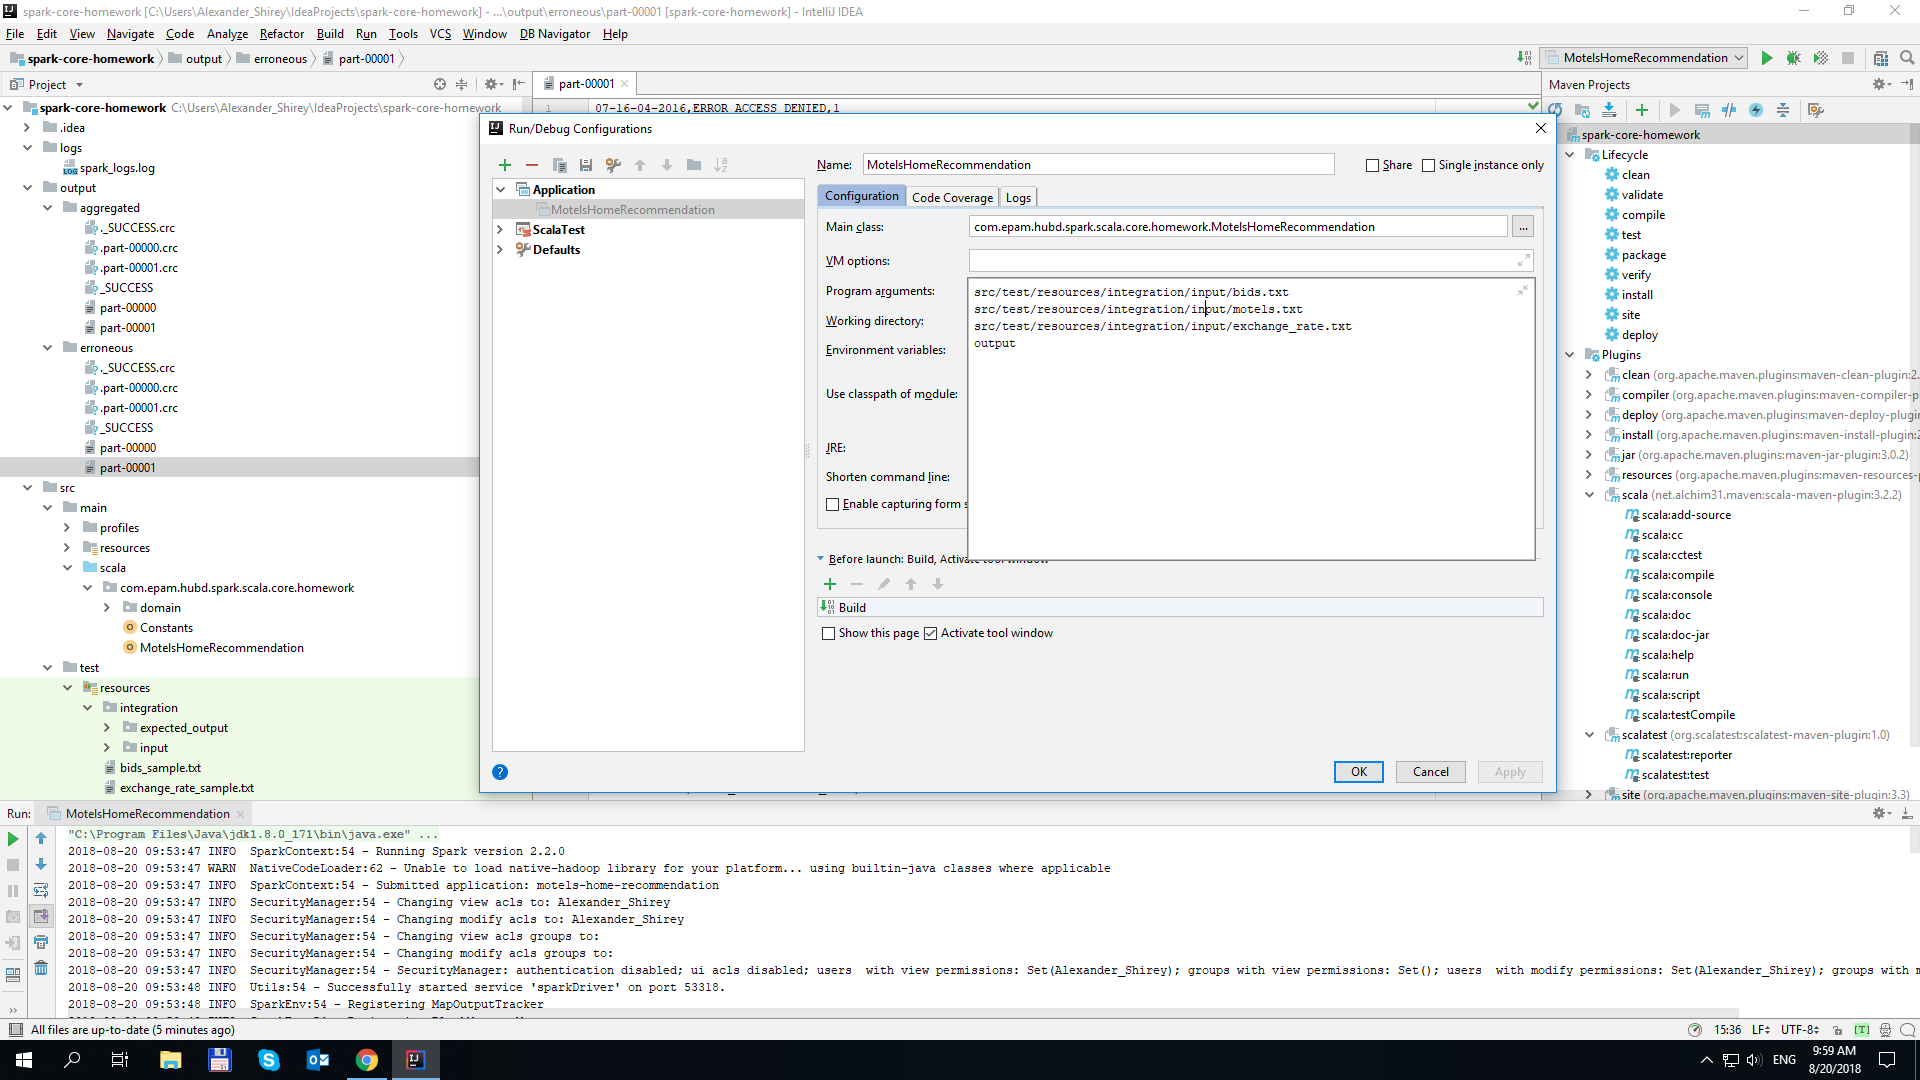 spark-core-homework [C:\Users\Alexander_Shirey\IdeaProjects\spark-core-homework] - ...\output\erroneous\part-00001 [spark-core-homework] - IntelliJ IDEA
File Edit View Navigate Code Analyze Refactor Build Run Tools VCS Window DB Navigator Help
spark-core-homework output erroneous part-00001
MotelsHomeRecommendation
Project
part-00001
Maven Projects
spark-core-homework C:\Users\Alexander_Shirey\IdeaProjects\spark-core-homework
.idea
logs
spark_logs.log
output
aggregated
._SUCCESS.crc
.part-00000.crc
.part-00001.crc
_SUCCESS
part-00000
part-00001
erroneous
._SUCCESS.crc
.part-00000.crc
.part-00001.crc
_SUCCESS
part-00000
part-00001
src
main
profiles
resources
scala
com.epam.hubd.spark.scala.core.homework
domain
Constants
MotelsHomeRecommendation
test
resources
integration
expected_output
input
bids_sample.txt
exchange_rate_sample.txt
1 07-16-04-2016,ERROR_ACCESS_DENIED,1
Run/Debug Configurations
Application
MotelsHomeRecommendation
ScalaTest
Defaults
Name: MotelsHomeRecommendation
Share Single instance only
Configuration Code Coverage Logs
Main class: com.epam.hubd.spark.scala.core.homework.MotelsHomeRecommendation ...
VM options:
Program arguments:
src/test/resources/integration/input/bids.txt
src/test/resources/integration/input/motels.txt
src/test/resources/integration/input/exchange_rate.txt
output
Working directory:
Environment variables:
Use classpath of module:
JRE:
Shorten command line:
Enable capturing form s
Before launch: Build, Activate tool window
Build
Show this page Activate tool window
?
OK Cancel Apply
spark-core-homework
Lifecycle
clean
validate
compile
test
package
verify
install
site
deploy
Plugins
clean (org.apache.maven.plugins:maven-clean-plugin:2.
compiler (org.apache.maven.plugins:maven-compiler-p
deploy (org.apache.maven.plugins:maven-deploy-plugi
install (org.apache.maven.plugins:maven-install-plugin:2
jar (org.apache.maven.plugins:maven-jar-plugin:3.0.2)
resources (org.apache.maven.plugins:maven-resources-p
scala (net.alchim31.maven:scala-maven-plugin:3.2.2)
scala:add-source
scala:cc
scala:cctest
scala:compile
scala:console
scala:doc
scala:doc-jar
scala:help
scala:run
scala:script
scala:testCompile
scalatest (org.scalatest:scalatest-maven-plugin:1.0)
scalatest:reporter
scalatest:test
site (org.apache.maven.plugins:maven-site-plugin:3.3)
Run: MotelsHomeRecommendation
"C:\Program Files\Java\jdk1.8.0_171\bin\java.exe" ...
2018-08-20 09:53:47 INFO SparkContext:54 - Running Spark version 2.2.0
2018-08-20 09:53:47 WARN NativeCodeLoader:62 - Unable to load native-hadoop library for your platform... using builtin-java classes where applicable
2018-08-20 09:53:47 INFO SparkContext:54 - Submitted application: motels-home-recommendation
2018-08-20 09:53:47 INFO SecurityManager:54 - Changing view acls to: Alexander_Shirey
2018-08-20 09:53:47 INFO SecurityManager:54 - Changing modify acls to: Alexander_Shirey
2018-08-20 09:53:47 INFO SecurityManager:54 - Changing view acls groups to:
2018-08-20 09:53:47 INFO SecurityManager:54 - Changing modify acls groups to:
2018-08-20 09:53:47 INFO SecurityManager:54 - SecurityManager: authentication disabled; ui acls disabled; users with view permissions: Set(Alexander_Shirey); groups with view permissions: Set(); users with modify permissions: Set(Alexander_Shirey); groups with m
2018-08-20 09:53:48 INFO Utils:54 - Successfully started service 'sparkDriver' on port 53318.
2018-08-20 09:53:48 INFO SparkEnv:54 - Registering MapOutputTracker
All files are up-to-date (5 minutes ago)
15:36 LF UTF-8 [T]
ENG 9:59 AM
8/20/2018